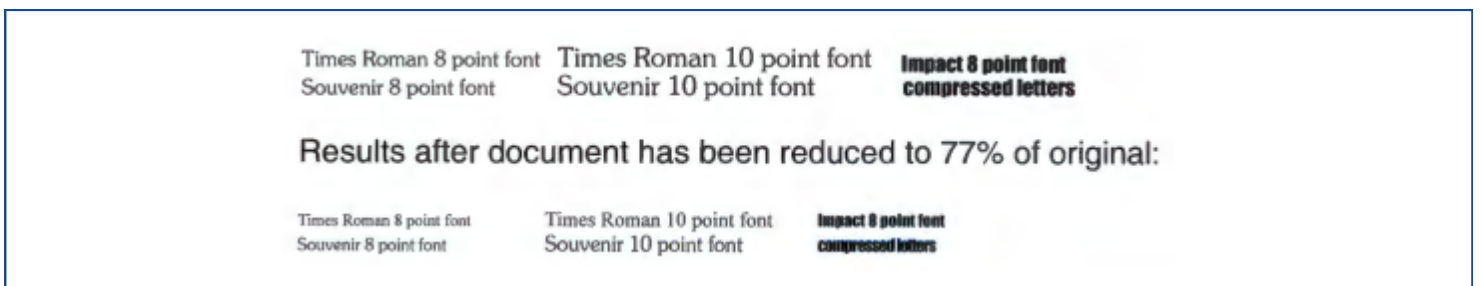 Times Roman 8 point font Times Roman 10 point font Impact 8 point font
Souvenir 8 point font Souvenir 10 point font compressed letters
Results after document has been reduced to 77% of original:
Times Roman 8 point font Times Roman 10 point font Impact 8 point font
Souvenir 8 point font Souvenir 10 point font compressed letters